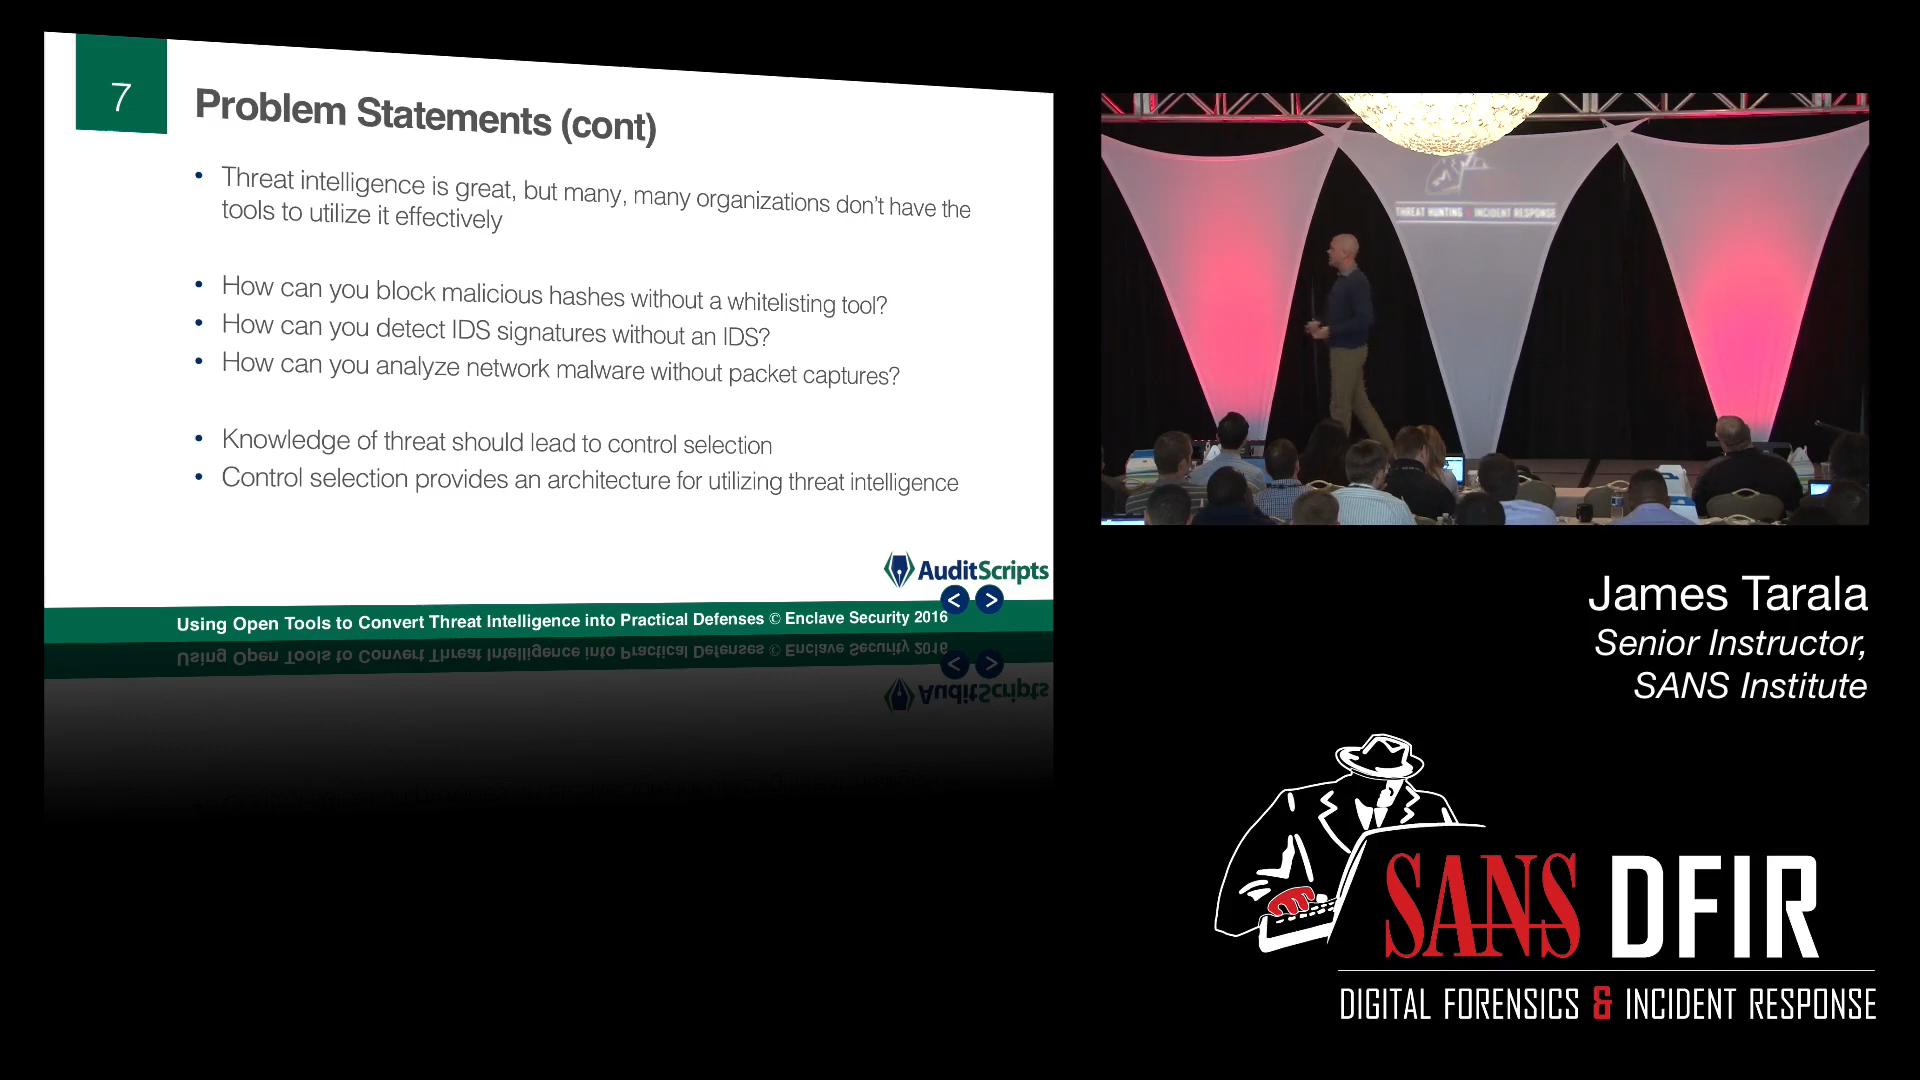 7
Problem Statements (cont)
• Threat intelligence is great, but many, many organizations don't have the
tools to utilize it effectively
• How can you block malicious hashes without a whitelisting tool?
• How can you detect IDS signatures without an IDS?
• How can you analyze network malware without packet captures?
• Knowledge of threat should lead to control selection
• Control selection provides an architecture for utilizing threat intelligence
AuditScripts
< >
Using Open Tools to Convert Threat Intelligence into Practical Defenses © Enclave Security 2016
THREAT HUNTING & INCIDENT RESPONSE
James Tarala
Senior Instructor,
SANS Institute
SANS DFIR
DIGITAL FORENSICS & INCIDENT RESPONSE